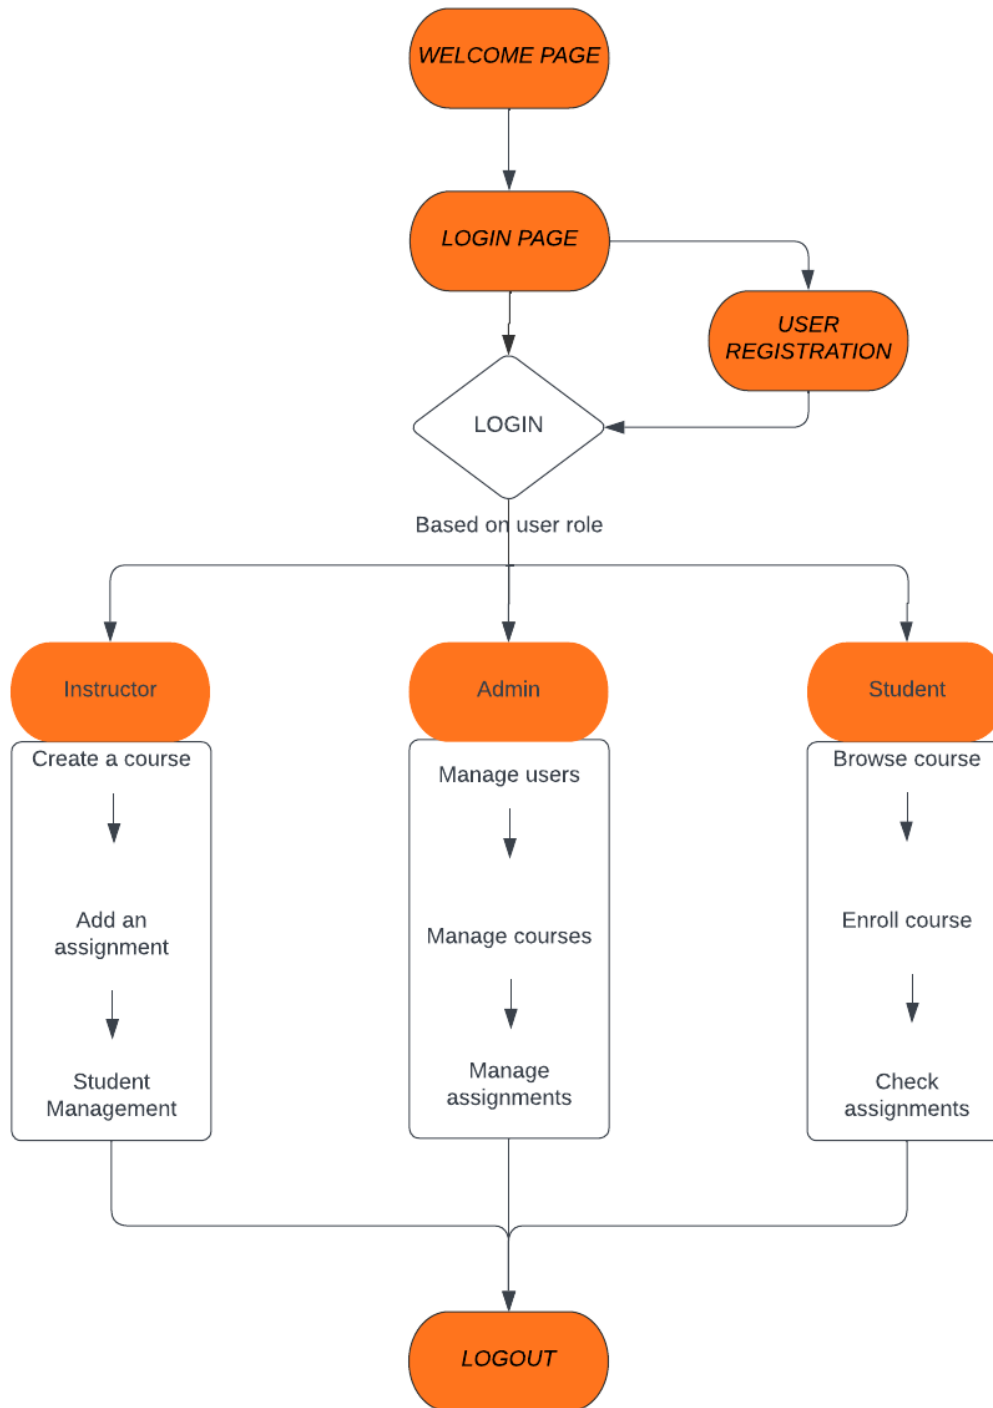 WELCOME PAGE
LOGIN PAGE
USER
REGISTRATION
LOGIN
Based on user role
Instructor
Admin
Student
Create a course
Add an
assignment
Student
Management
Manage users
Manage courses
Manage
assignments
Browse course
Enroll course
Check
assignments
LOGOUT